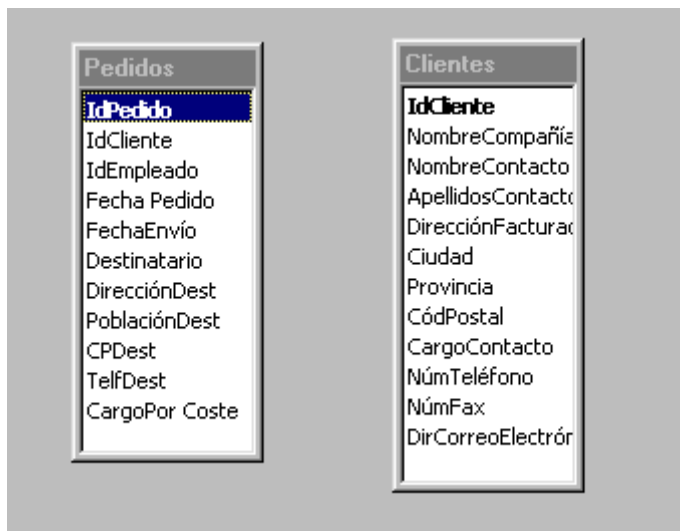 Pedidos
IdPedido
IdCliente
IdEmpleado
Fecha Pedido
FechaEnvío
Destinatario
DirecciónDest
PoblaciónDest
CPDest
TelfDest
CargoPor Coste
Clientes
IdCliente
NombreCompañía
NombreContacto
ApellidosContacto
DirecciónFacturac
Ciudad
Provincia
CódPostal
CargoContacto
NúmTeléfono
NúmFax
DirCorreoElectrón